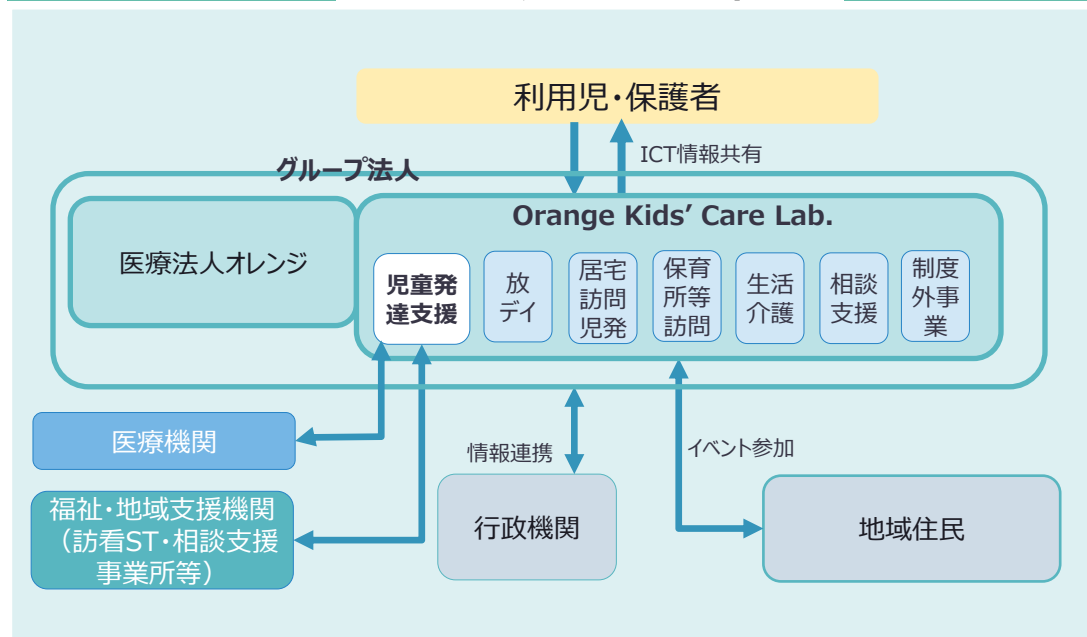 利用児・保護者
ICT情報共有
グループ法人
Orange Kids’ Care Lab.
医療法人オレンジ
児童発
達支援
放
デイ
居宅
訪問
児発
保育
所等
訪問
生活
介護
相談
支援
制度
外事
業
医療機関
情報連携
イベント参加
福祉・地域支援機関
（訪看ST・相談支援
事業所等）
行政機関
地域住民